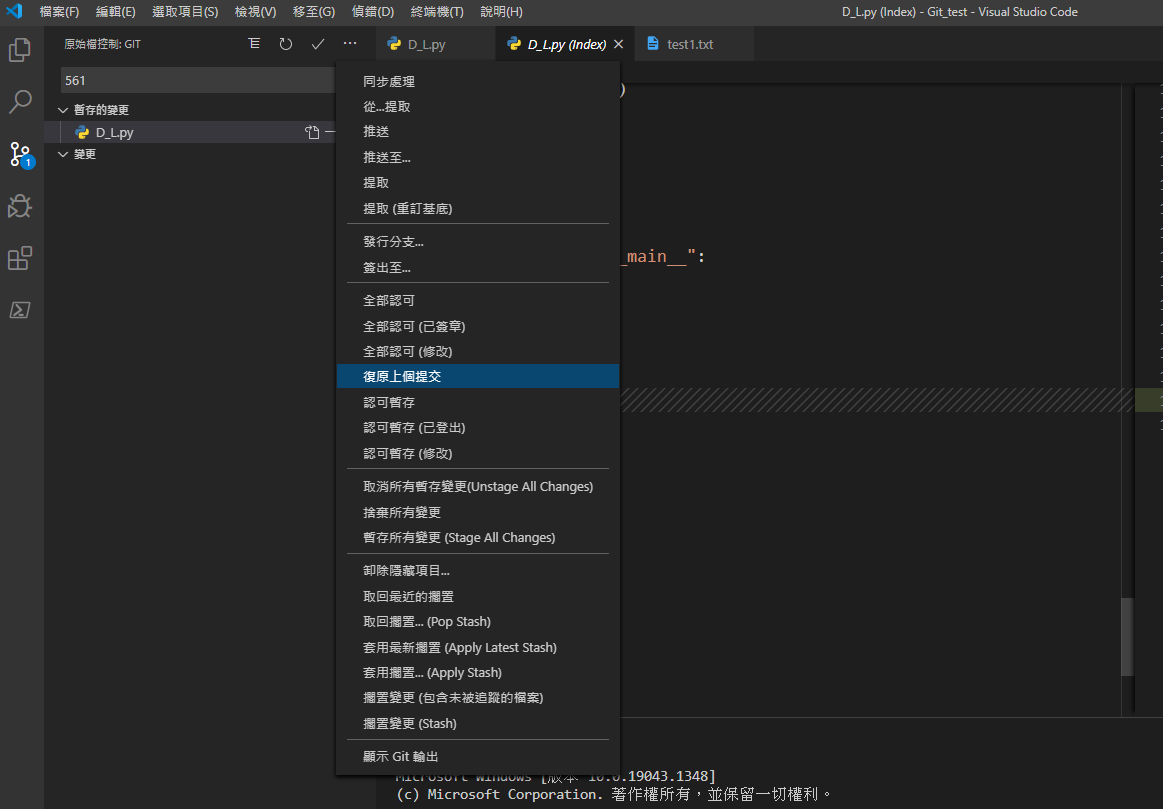 檔案(F) 編輯(E) 選取項目(S) 檢視(V) 移至(G) 偵錯(D) 終端機(T) 說明(H) D_L.py (Index) - Git_test - Visual Studio Code
原始檔控制: GIT
D_L.py D_L.py (Index) test1.txt
561
暫存的變更
D_L.py
變更
1
同步處理
從...提取
推送
推送至...
提取
提取 (重訂基底)
發行分支...
簽出至...
全部認可
全部認可 (已簽章)
全部認可 (修改)
復原上個提交
認可暫存
認可暫存 (已登出)
認可暫存 (修改)
取消所有暫存變更(Unstage All Changes)
捨棄所有變更
暫存所有變更 (Stage All Changes)
卸除隱藏項目...
取回最近的擱置
取回擱置... (Pop Stash)
套用最新擱置 (Apply Latest Stash)
套用擱置... (Apply Stash)
擱置變更 (包含未被追蹤的檔案)
擱置變更 (Stash)
顯示 Git 輸出
)
_main__":
Microsoft Windows [版本 10.0.19043.1348]
(c) Microsoft Corporation. 著作權所有，並保留一切權利。